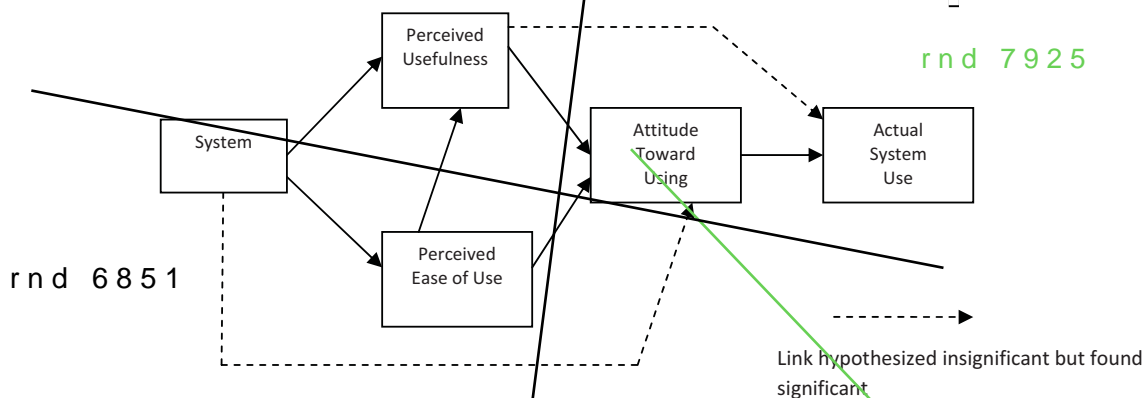 Perceived
Usefulness
rnd 7925
System
Attitude
Toward
Using
Actual
System
Use
Perceived
Ease of Use
rnd 6851
Link hypothesized insignificant but found
significant